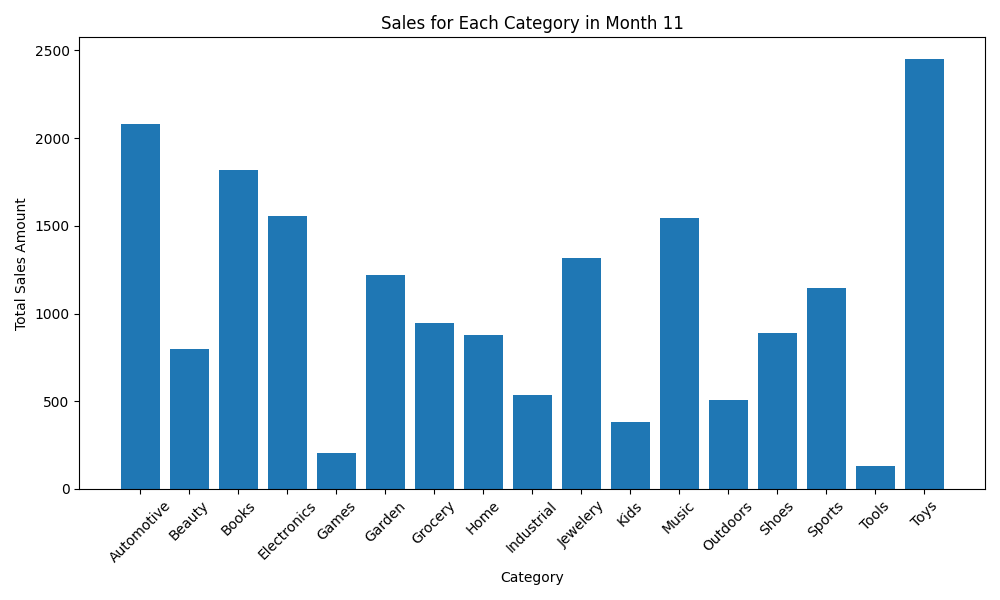 Sales for Each Category in Month 11
Total Sales Amount
2500
2000
1500
1000
500
0
Automotive
Beauty
Books
Electronics
Games
Garden
Grocery
Home
Industrial
Jewelery
Kids
Music
Outdoors
Shoes
Sports
Tools
Toys
Category